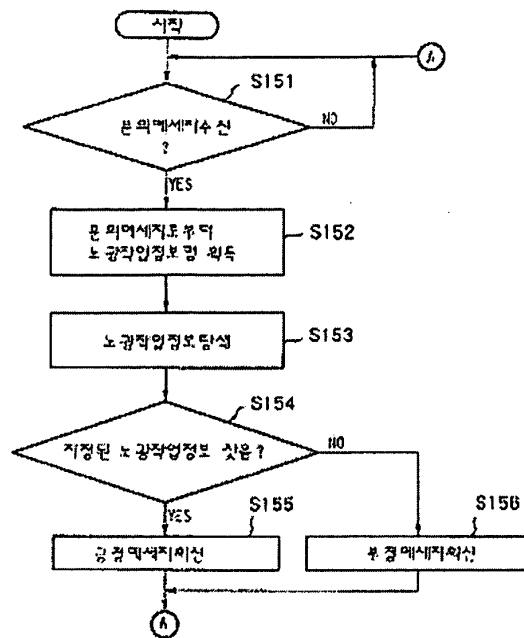 시작
h
S151
문의메세지수신
?
NO
YES
문의메세지로부터
노광작업정보명 획득
S152
노광작업정보탐색
S153
S154
지정된 노광작업정보 찾음?
NO
YES
S155
S156
긍정메세지회신
부정메세지회신
h